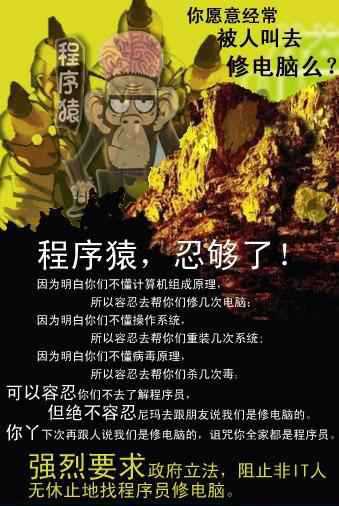 你愿意经常
被人叫去
修电脑么?
程序猿
程序猿，忍够了！
因为明白你们不懂计算机组成原理，
所以容忍去帮你们修几次电脑；
因为明白你们不懂操作系统，
所以容忍去帮你们重装几次系统；
因为明白你们不懂病毒原理，
所以容忍去帮你们杀几次毒。
可以容忍你们不去了解程序员，
但绝不容忍尼玛去跟朋友说我们是修电脑的。
你丫下次再跟人说我们是修电脑的，诅咒你全家都是程序员。
强烈要求政府立法，阻止非IT人
无休止地找程序员修电脑。